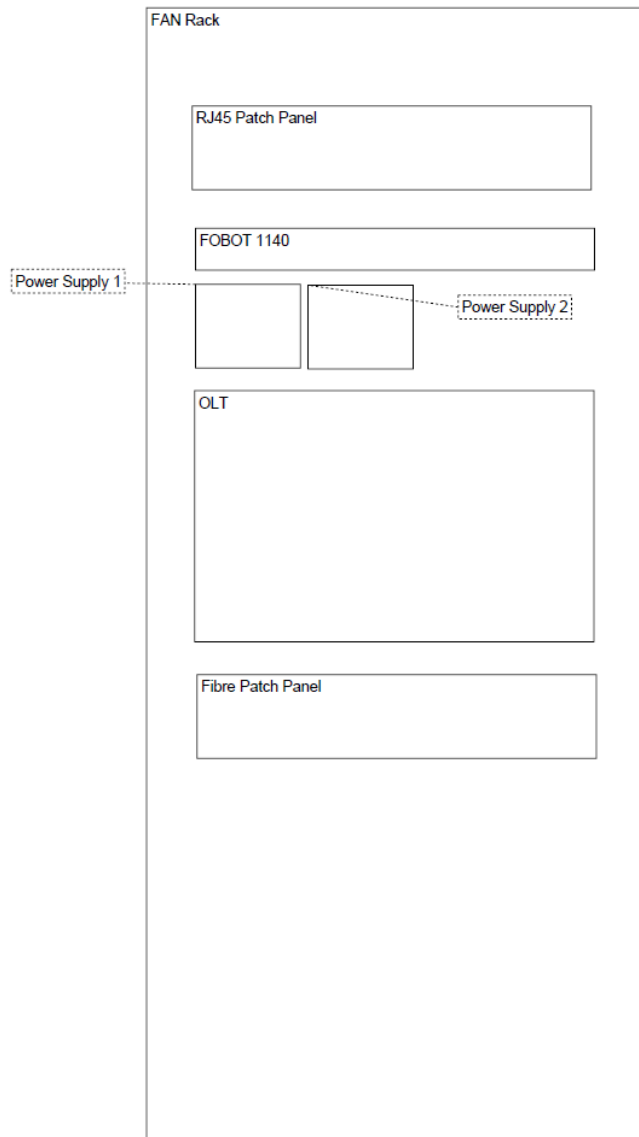 FAN Rack
RJ45 Patch Panel
FOBOT 1140
Power Supply 1
Power Supply 2
OLT
Fibre Patch Panel